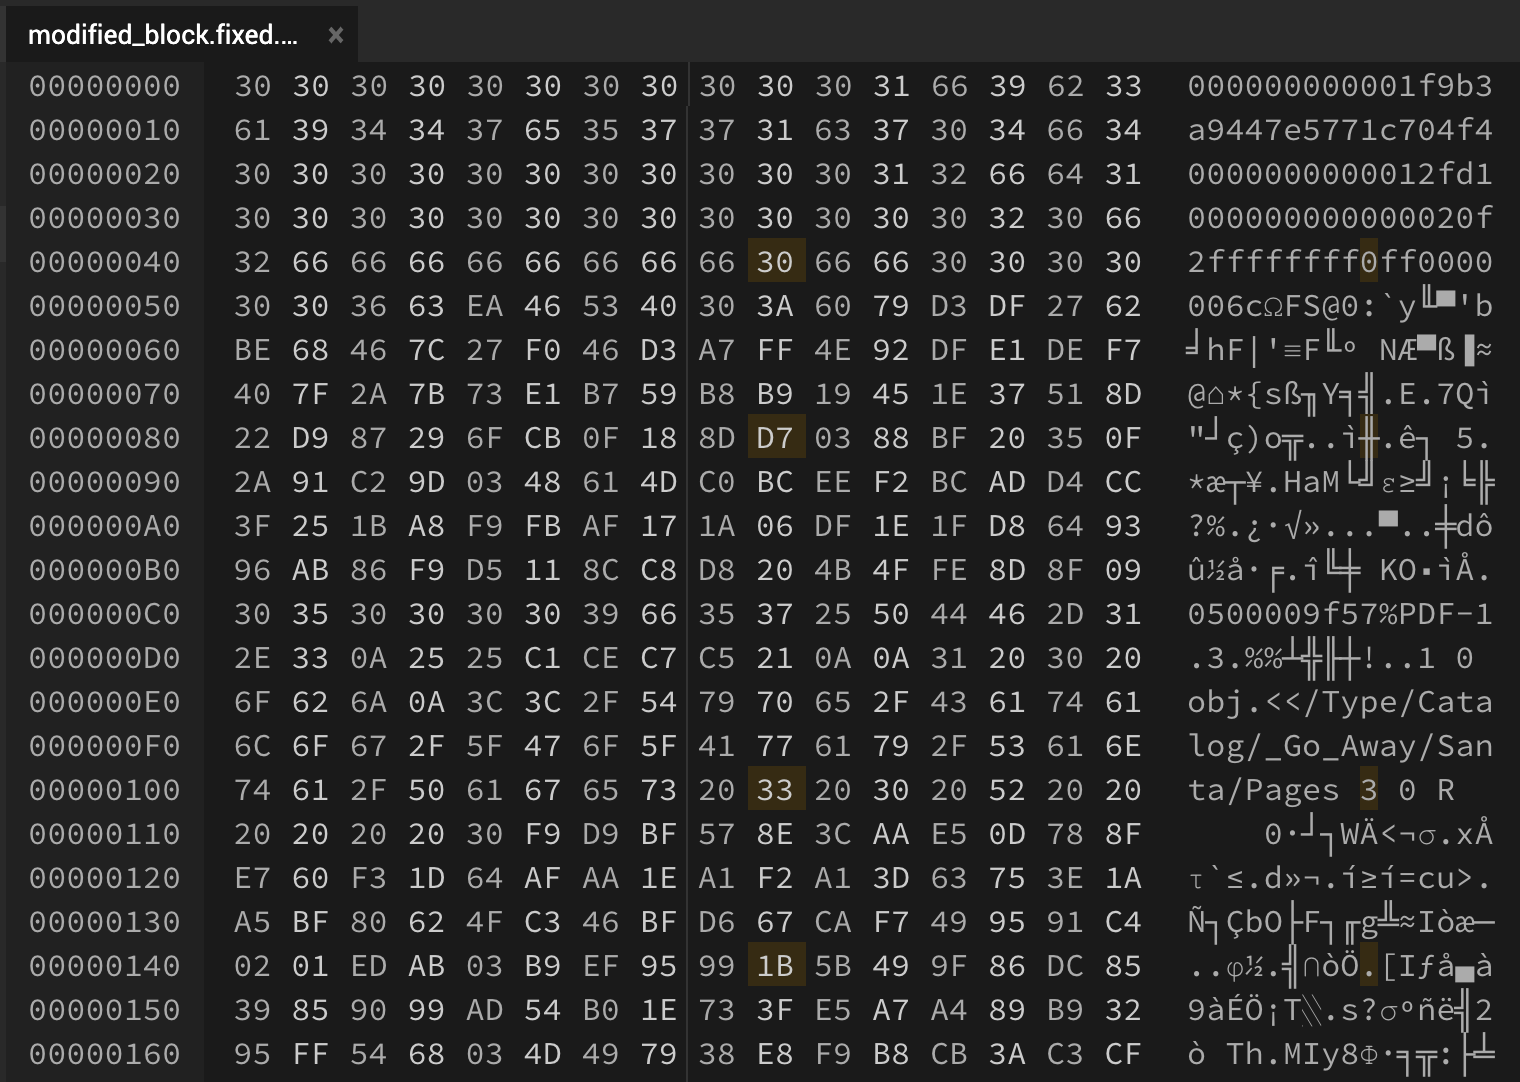 modified_block.fixed.... ×
00000000 30 30 30 30 30 30 30 30 30 30 30 31 66 39 62 33 00000000001f9b3
00000010 61 39 34 34 37 65 35 37 37 31 63 37 30 34 66 34 a9447e5771c704f4
00000020 30 30 30 30 30 30 30 30 30 30 30 31 32 66 64 31 0000000000012fd1
00000030 30 30 30 30 30 30 30 30 30 30 30 30 30 32 30 66 000000000000020f
00000040 32 66 66 66 66 66 66 66 66 30 66 66 30 30 30 30 2ffffffff0ff0000
00000050 30 30 36 63 EA 46 53 40 30 3A 60 79 D3 DF 27 62 006cΩFS@0:`y╙▀'b
00000060 BE 68 46 7C 27 F0 46 D3 A7 FF 4E 92 DF E1 DE F7 ╛hF|'≡F╙º NÆ▀ß▐≈
00000070 40 7F 2A 7B 73 E1 B7 59 B8 B9 19 45 1E 37 51 8D @⌂*{sß╖Y╕╣.E.7Qì
00000080 22 D9 87 29 6F CB 0F 18 8D D7 03 88 BF 20 35 0F "┘ç)o╦..ì╫.ê┐ 5.
00000090 2A 91 C2 9D 03 48 61 4D C0 BC EE F2 BC AD D4 CC *æ┬¥.HaM└╝ε≥╝¡╘╠
000000A0 3F 25 1B A8 F9 FB AF 17 1A 06 DF 1E 1F D8 64 93 ?%.¿∙√»...▀..╪dô
000000B0 96 AB 86 F9 D5 11 8C C8 D8 20 4B 4F FE 8D 8F 09 û½å∙╒.î╚╪ KO■ìÅ.
000000C0 30 35 30 30 30 30 39 66 35 37 25 50 44 46 2D 31 0500009f57%PDF-1
000000D0 2E 33 0A 25 25 C1 CE C7 C5 21 0A 0A 31 20 30 20 .3.%%┴╬╟┼!..1 0
000000E0 6F 62 6A 0A 3C 3C 2F 54 79 70 65 2F 43 61 74 61 obj.<</Type/Cata
000000F0 6C 6F 67 2F 5F 47 6F 5F 41 77 61 79 2F 53 61 6E log/_Go_Away/San
00000100 74 61 2F 50 61 67 65 73 20 33 20 30 20 52 20 20 ta/Pages 3 0 R
00000110 20 20 20 20 30 F9 D9 BF 57 8E 3C AA E5 0D 78 8F 0∙┘┐WÄ<¬σ.xÅ
00000120 E7 60 F3 1D 64 AF AA 1E A1 F2 A1 3D 63 75 3E 1A τ`≤.d»¬.í≥í=cu>.
00000130 A5 BF 80 62 4F C3 46 BF D6 67 CA F7 49 95 91 C4 Ñ┐ÇbO├F┐╓g╩≈Iòæ─
00000140 02 01 ED AB 03 B9 EF 95 99 1B 5B 49 9F 86 DC 85 ..φ½.╣∩òÖ.[Iƒå▄à
00000150 39 85 90 99 AD 54 B0 1E 73 3F E5 A7 A4 89 B9 32 9àÉÖ¡T░.s?σºñë╣2
00000160 95 FF 54 68 03 4D 49 79 38 E8 F9 B8 CB 3A C3 CF ò Th.MIy8Φ∙╕╦:├╧